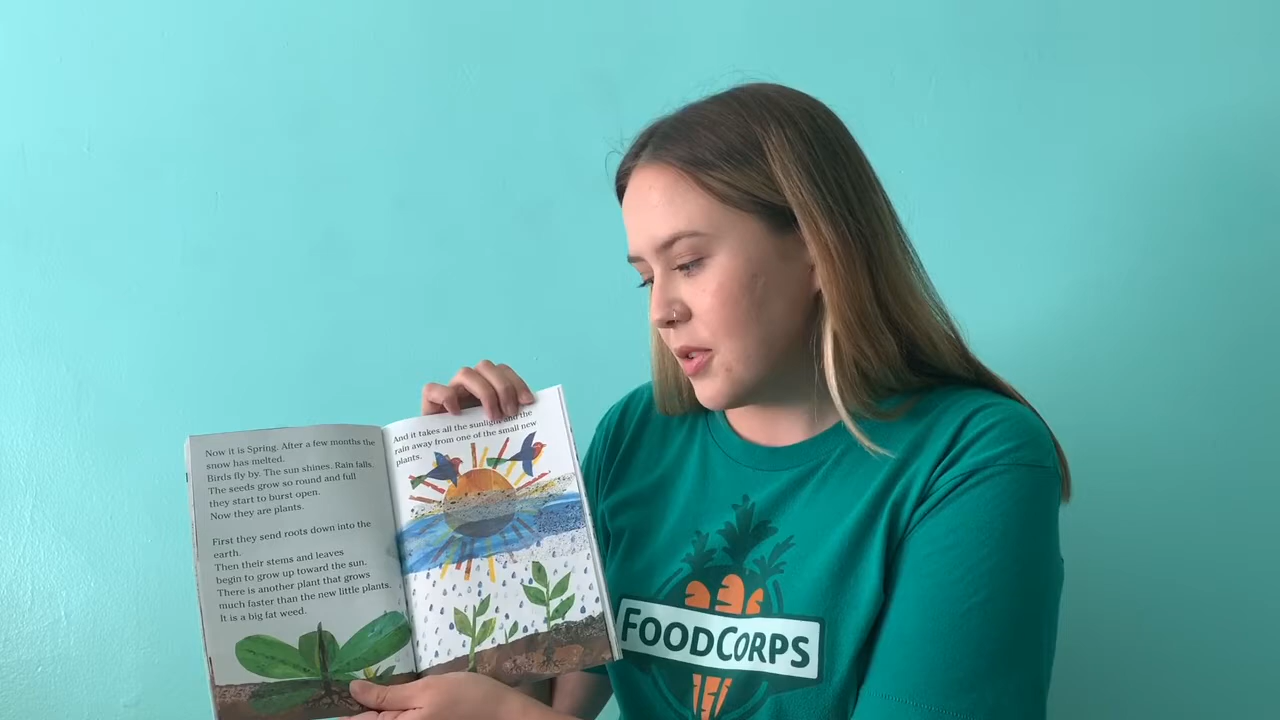 Now it is Spring. After a few months the
snow has melted.
Birds fly by. The sun shines. Rain falls.
The seeds grow so round and full
they start to burst open.
Now they are plants.
First they send roots down into the
earth.
Then their stems and leaves
begin to grow up toward the sun.
There is another plant that grows
much faster than the new little plants.
It is a big fat weed.
And it takes all the sunlight and the
rain away from one of the small new
plants.
FOODCORPS